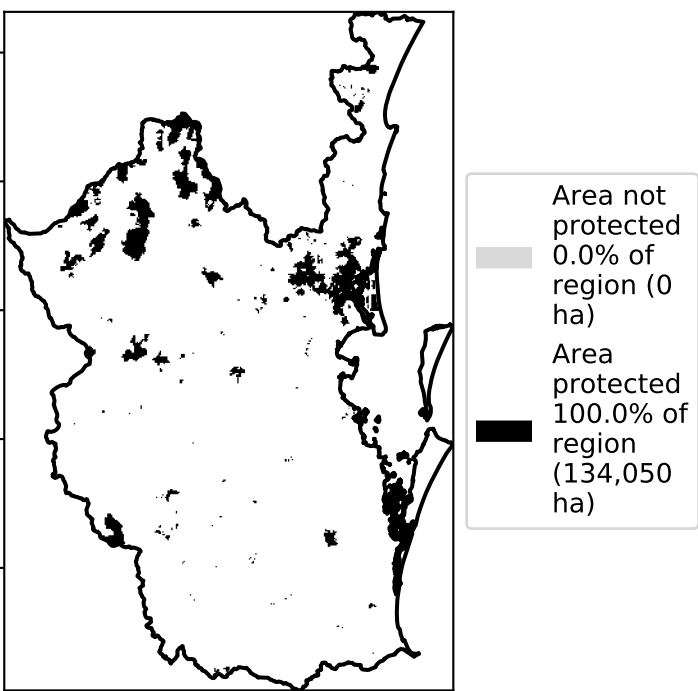 Area not
protected
0.0% of
region (0
ha)
Area
protected
100.0% of
region
(134,050
ha)